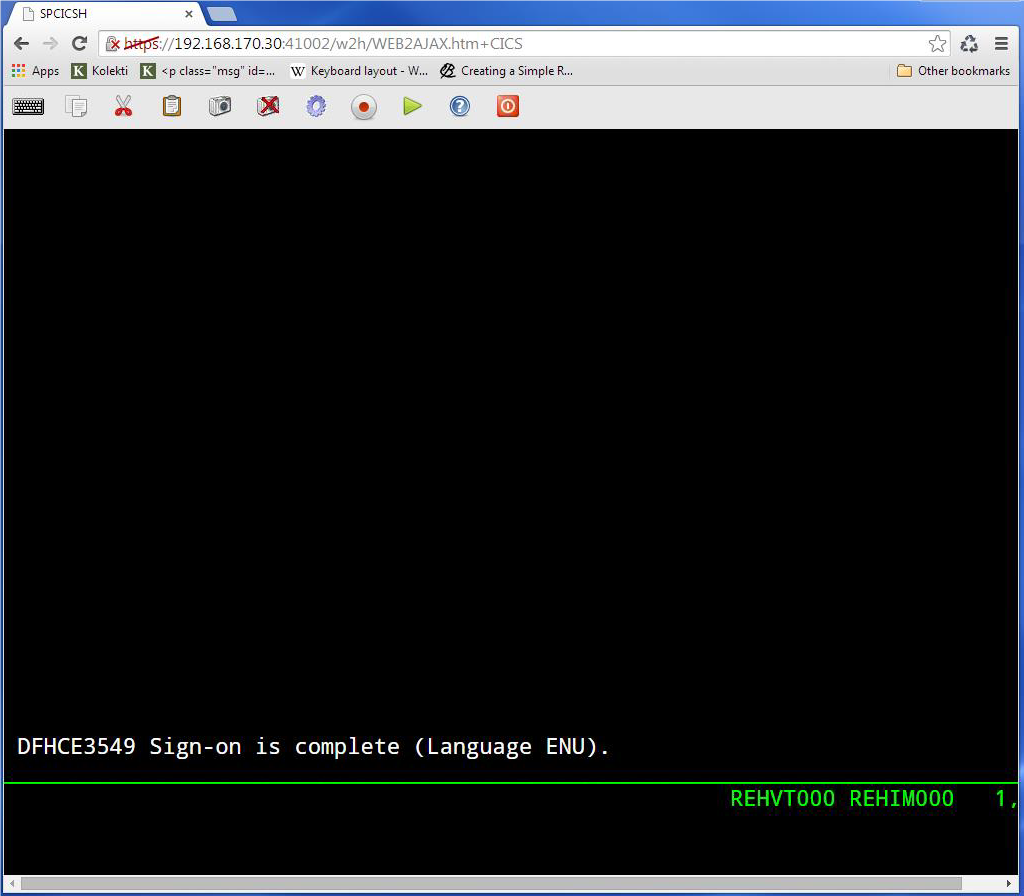 SPCICSH
https://192.168.170.30:41002/w2h/WEB2AJAX.htm+CICS
Apps Kolekti <p class="msg" id=... Keyboard layout - W... Creating a Simple R... Other bookmarks
DFHCE3549 Sign-on is complete (Language ENU).
REHVT000 REHIM000 1,